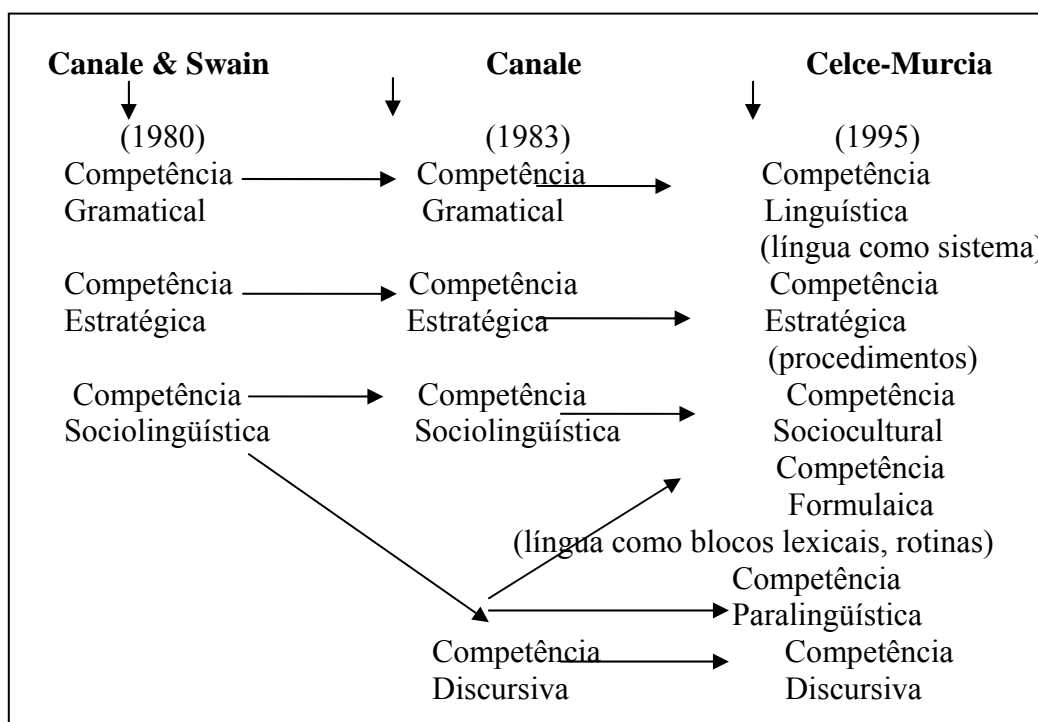 Canale & Swain Canale Celce-Murcia
(1980) (1983) (1995)
Competência Competência Competência
Gramatical Gramatical Linguística
(língua como sistema)
Competência Competência Competência
Estratégica Estratégica Estratégica
(procedimentos)
Competência Competência Competência
Sociolingüística Sociolingüística Sociocultural
Competência
Formulaica
(língua como blocos lexicais, rotinas)
Competência
Paralingüística
Competência Competência
Discursiva Discursiva